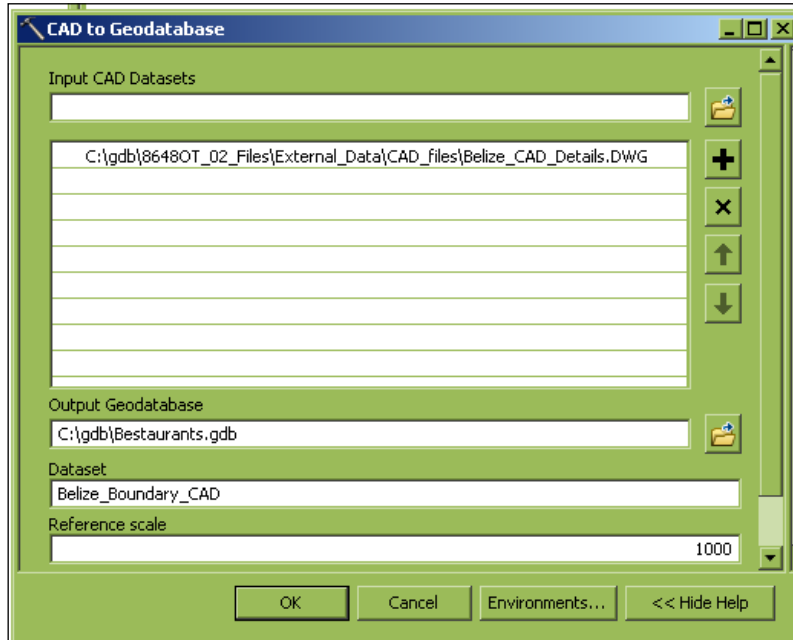 CAD to Geodatabase
Input CAD Datasets
C:\gdb\8648OT_02_Files\External_Data\CAD_files\Belize_CAD_Details.DWG
Output Geodatabase
C:\gdb\Bestaurants.gdb
Dataset
Belize_Boundary_CAD
Reference scale
1000
OK Cancel Environments... << Hide Help